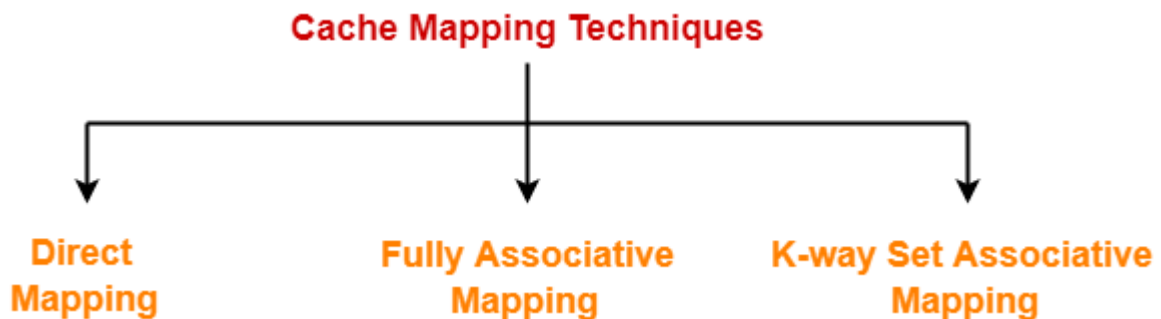 Cache Mapping Techniques
Direct
Mapping
Fully Associative
Mapping
K-way Set Associative
Mapping